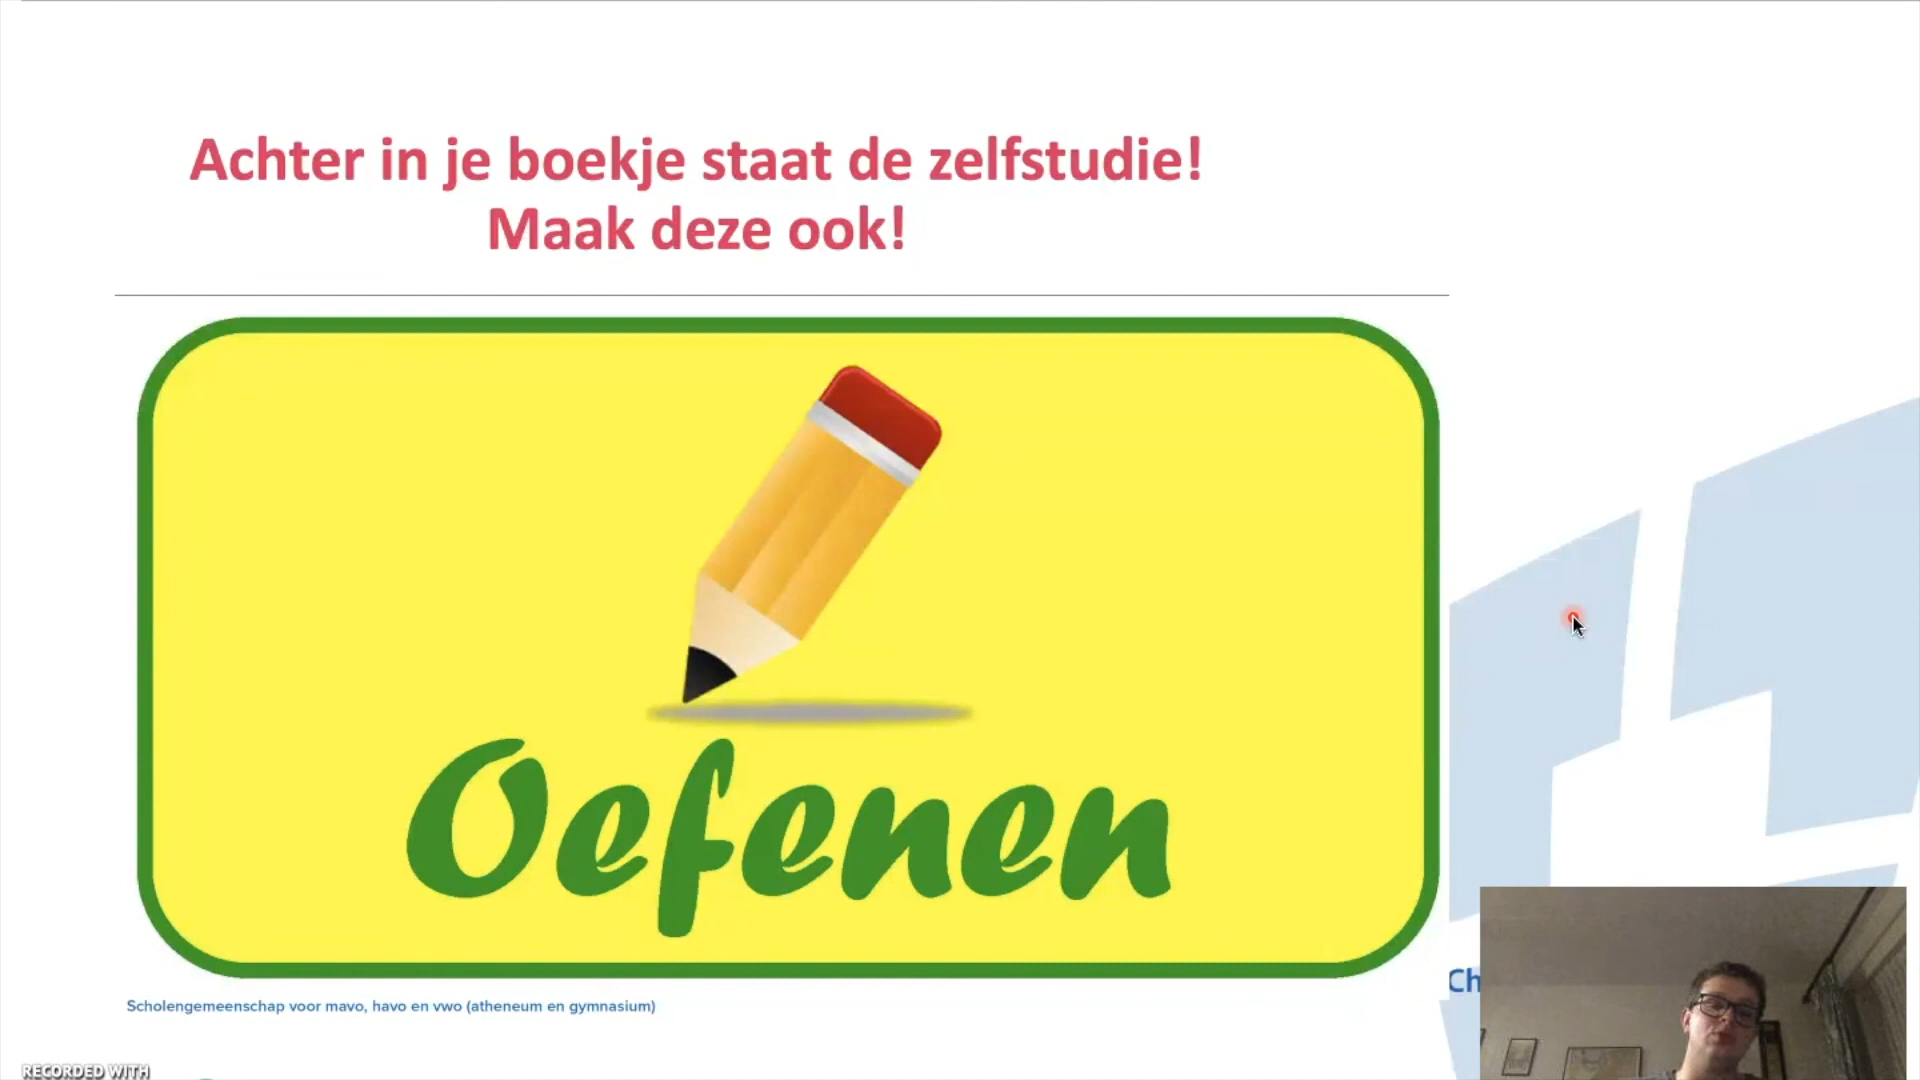 Achter in je boekje staat de zelfstudie!
Maak deze ook!
Oefenen
Scholengemeenschap voor mavo, havo en vwo (atheneum en gymnasium)
Ch
RECORDED WITH